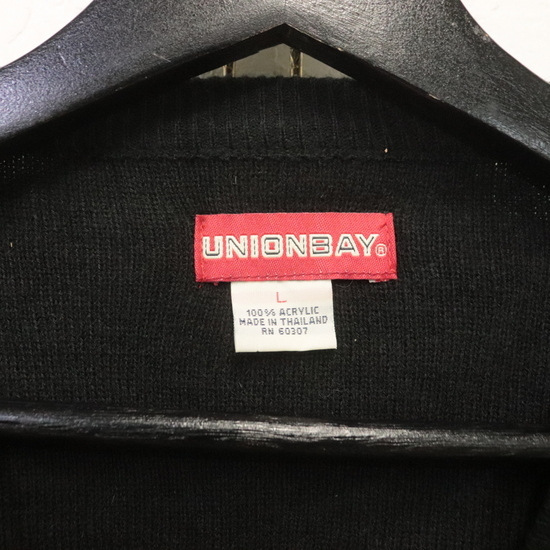 UNIONBAY®
L
100% ACRYLIC
MADE IN THAILAND
RN 60307